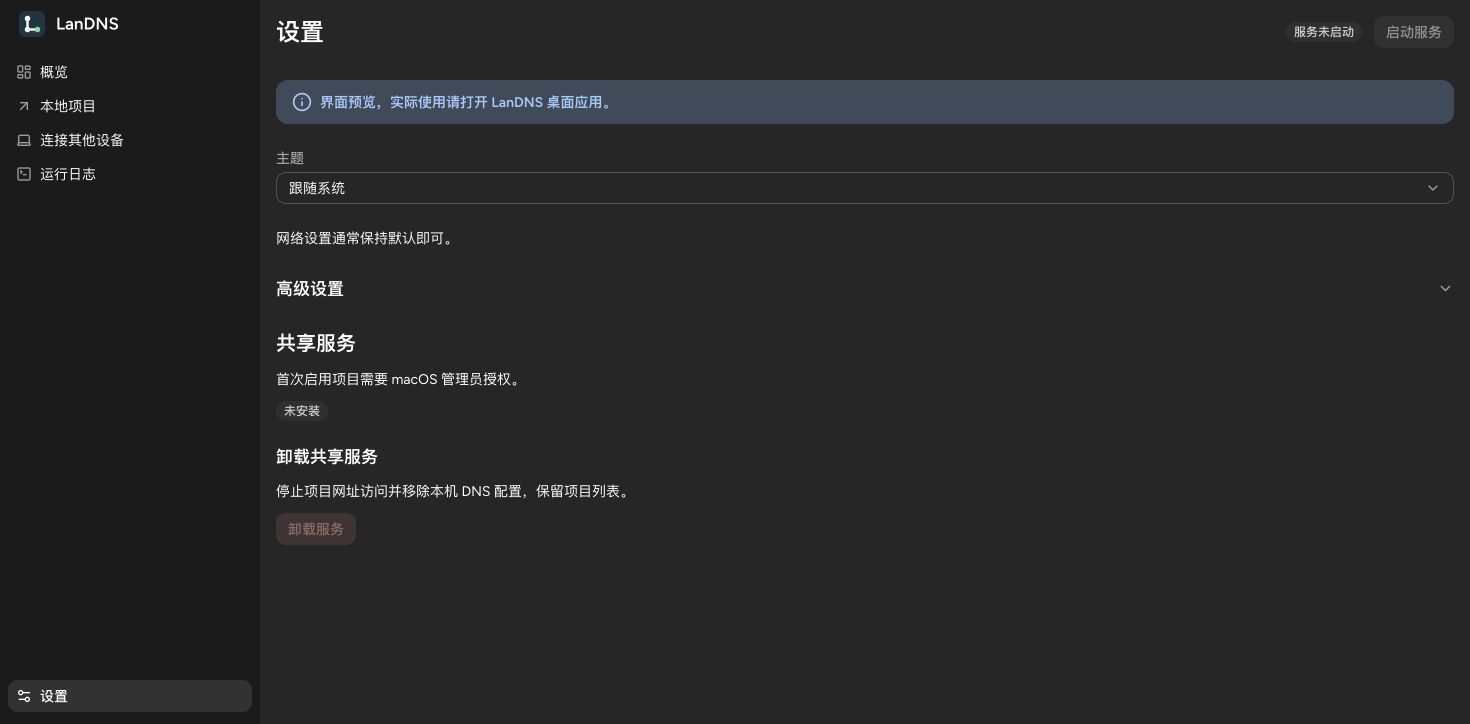 LanDNS
概览
本地项目
连接其他设备
运行日志
设置
设置
服务未启动
启动服务
界面预览，实际使用请打开 LanDNS 桌面应用。
主题
跟随系统
网络设置通常保持默认即可。
高级设置
共享服务
首次启用项目需要 macOS 管理员授权。
未安装
卸载共享服务
停止项目网址访问并移除本机 DNS 配置，保留项目列表。
卸载服务